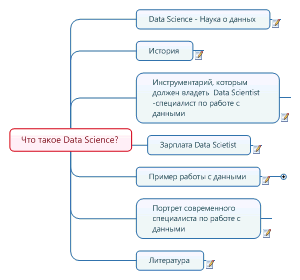 Data Science - Наука о данных
История
Инструментарий, которым
должен владеть Data Scientist
-специалист по работе с
данными
Что такое Data Science?
Зарплата Data Scietist
Пример работы с данными
Портрет современного
специалиста по работе с
данными
Литература